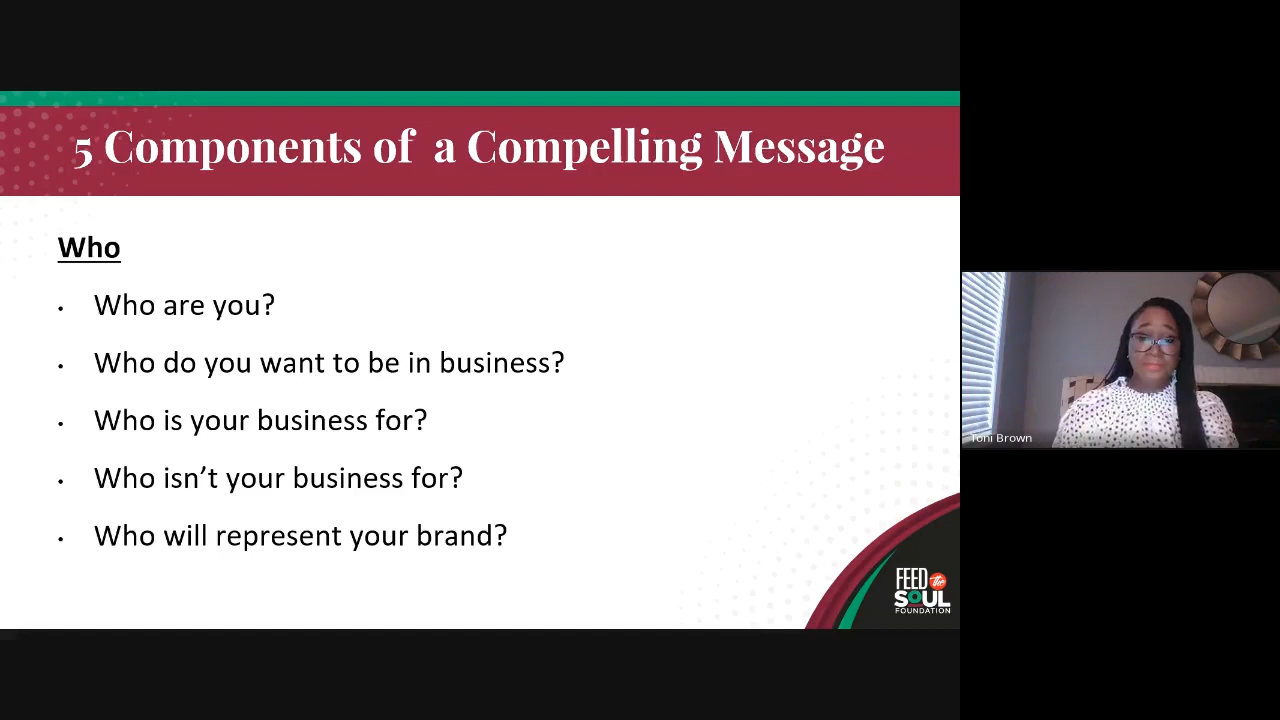 5 Components of a Compelling Message
Who
• Who are you?
• Who do you want to be in business?
• Who is your business for?
• Who isn’t your business for?
• Who will represent your brand?
FEED the
SOUL
FOUNDATION
Toni Brown